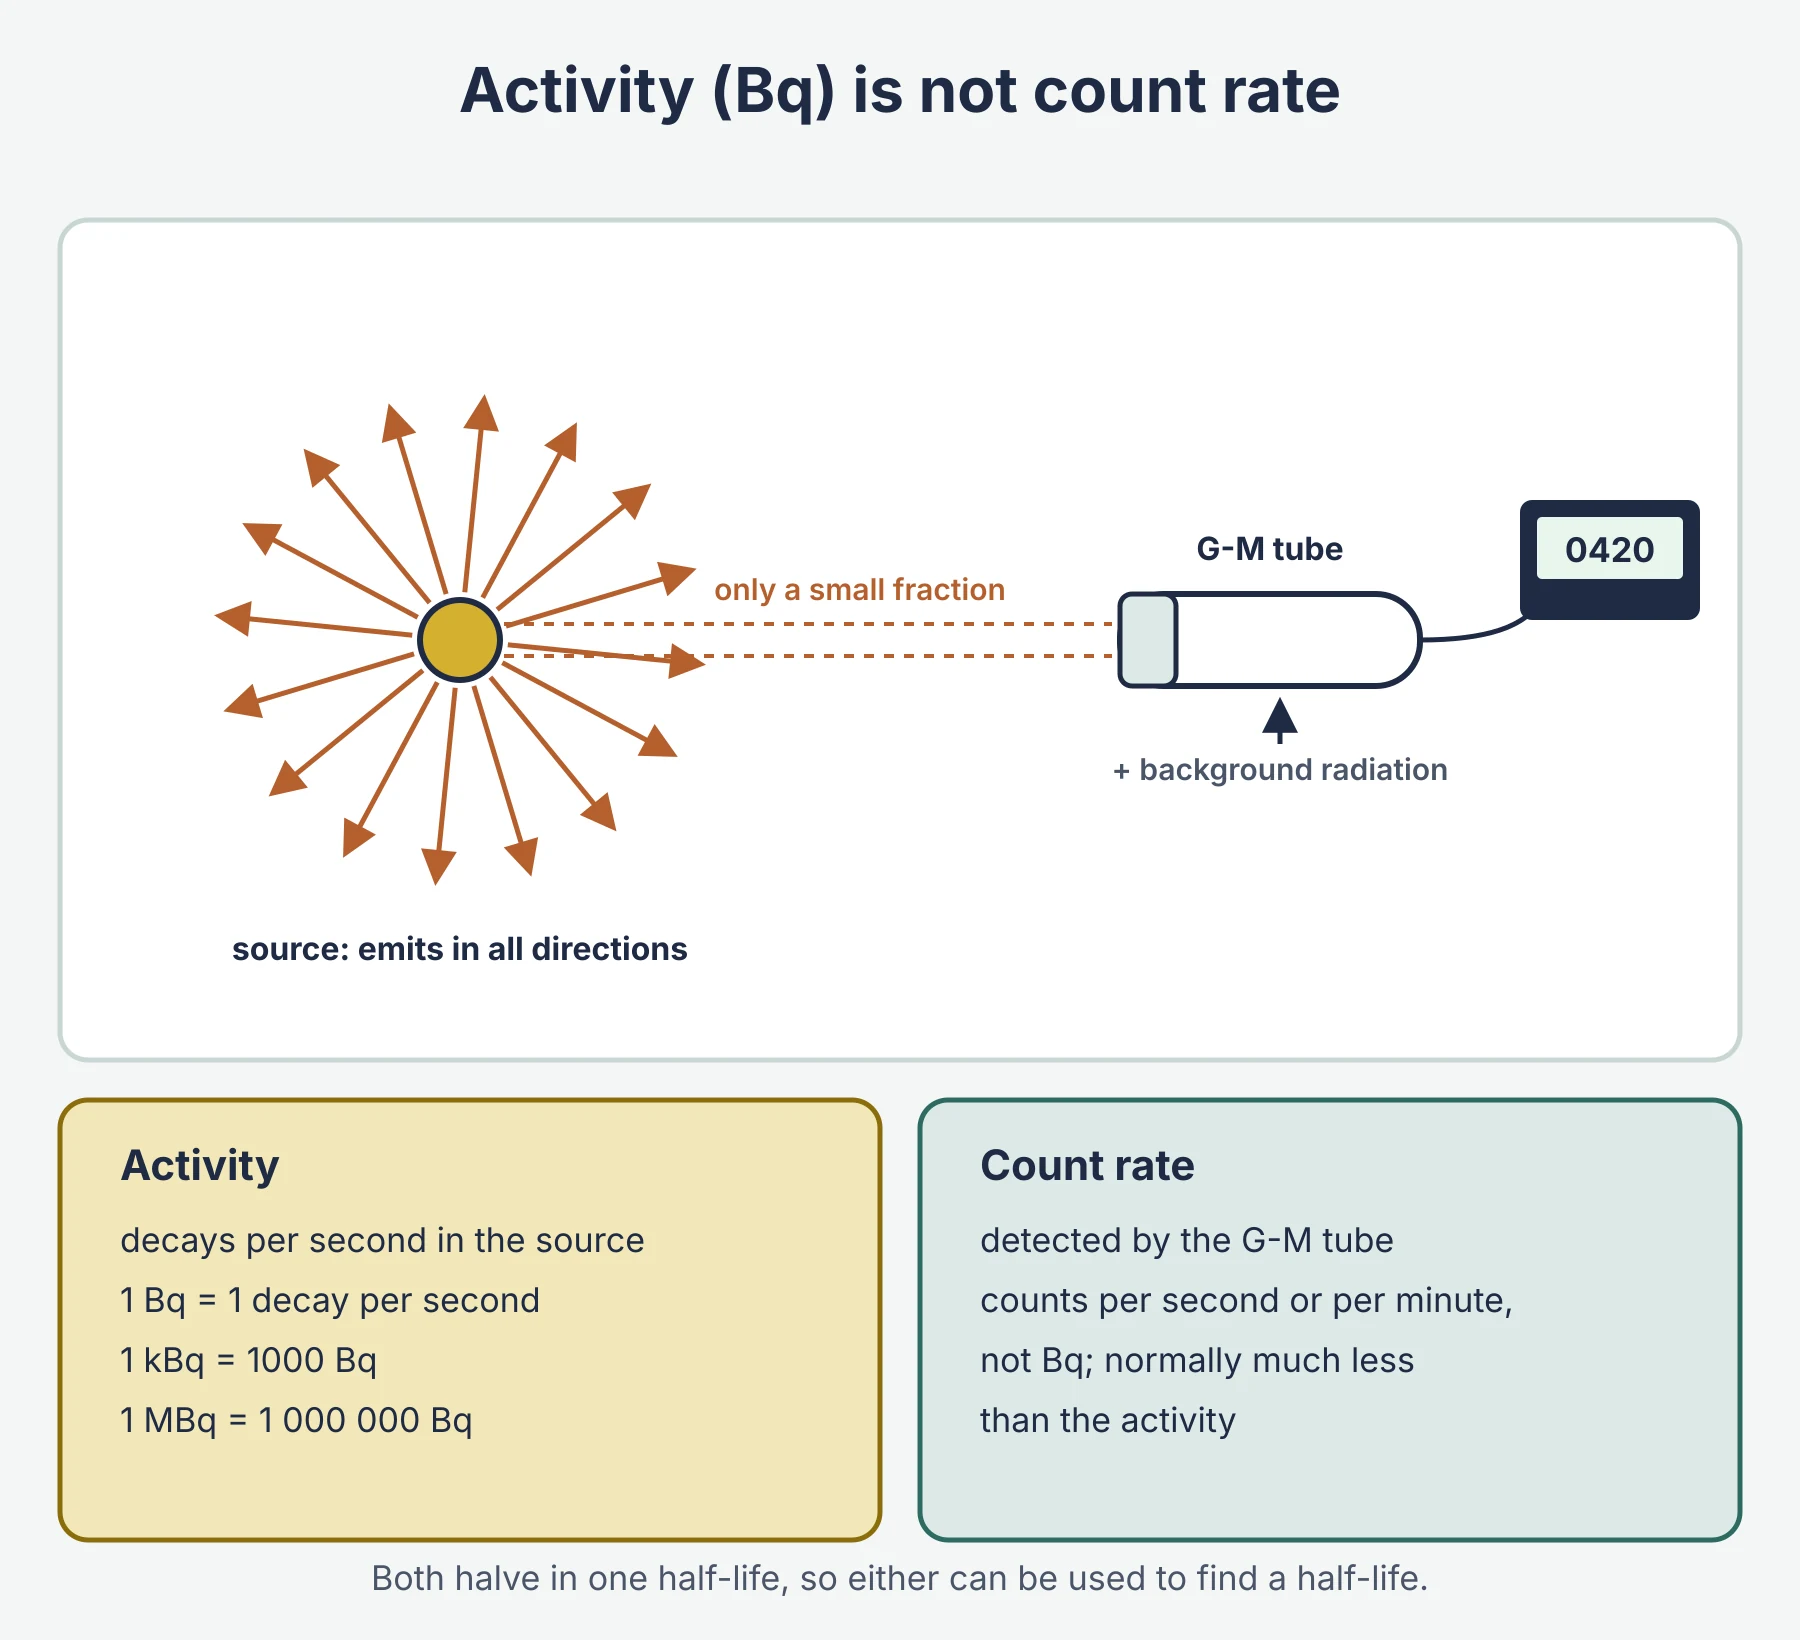 Activity (Bq) is not count rate
only a small fraction
G-M tube
0420
+ background radiation
source: emits in all directions
Activity
decays per second in the source
1 Bq = 1 decay per second
1 kBq = 1000 Bq
1 MBq = 1 000 000 Bq
Count rate
detected by the G-M tube
counts per second or per minute,
not Bq; normally much less
than the activity
Both halve in one half-life, so either can be used to find a half-life.